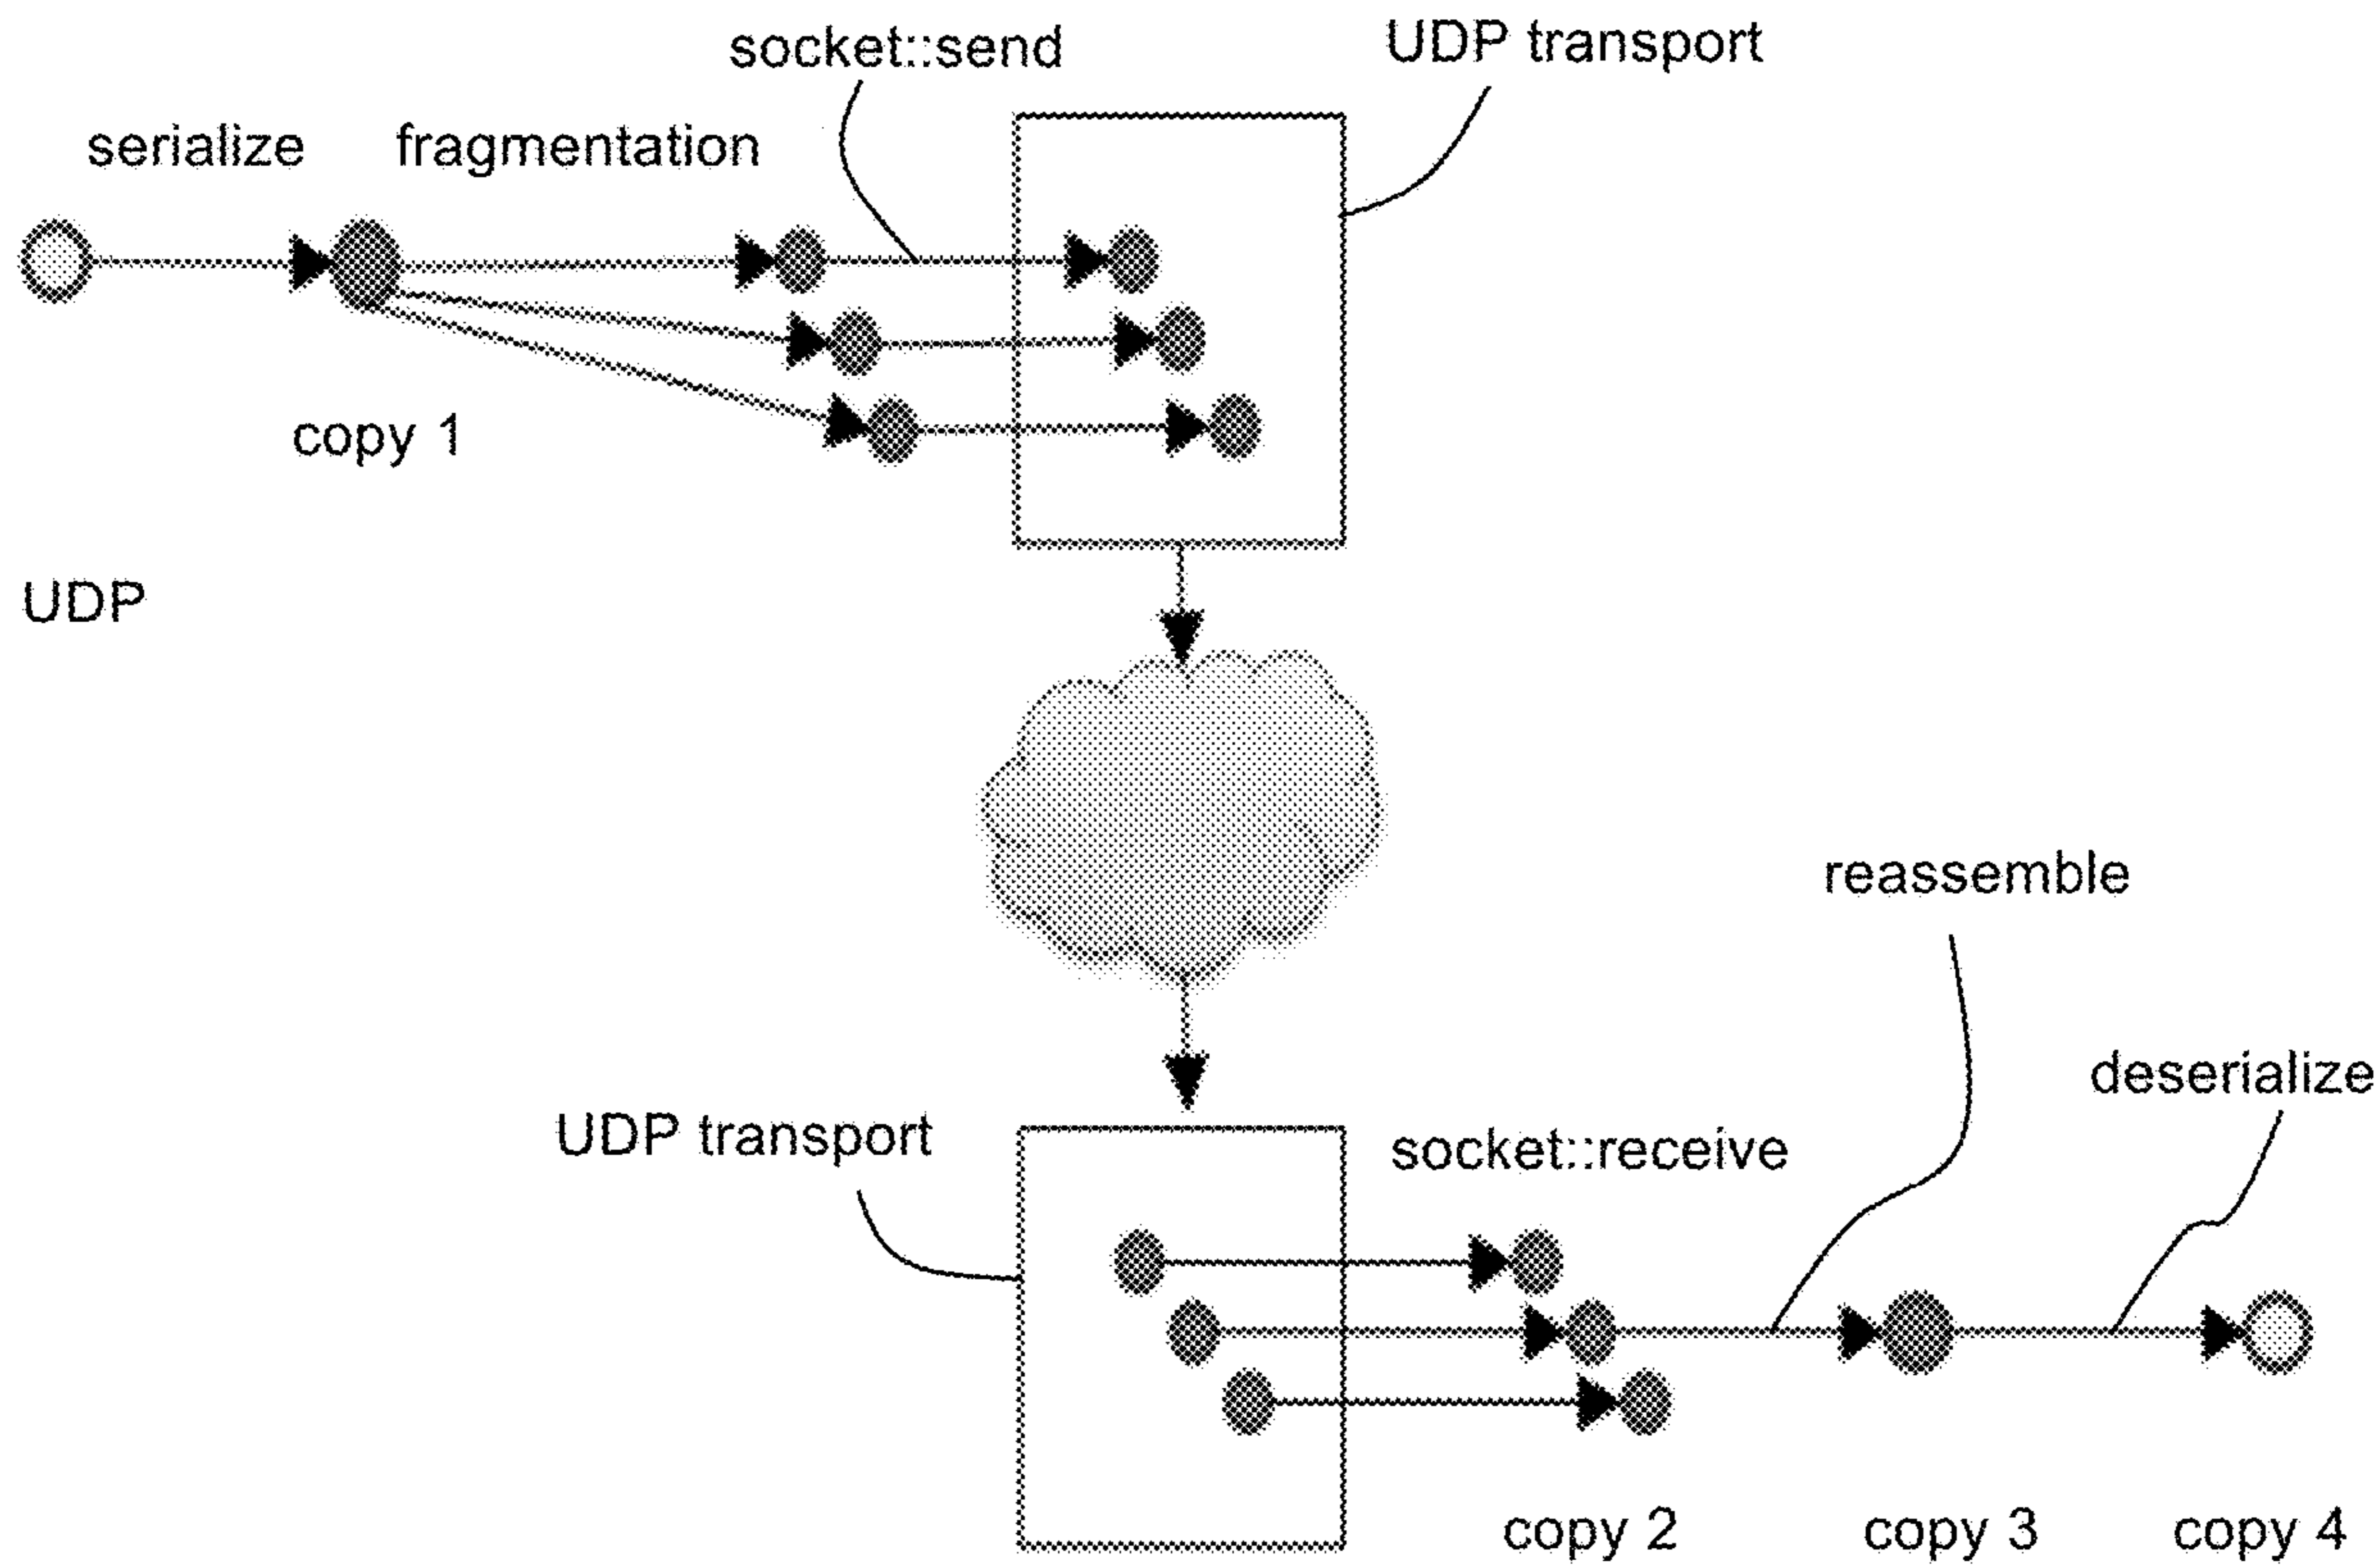 socket::send
UDP transport
serialize
fragmentation
copy 1
UDP
reassemble
deserialize
UDP transport
socket::receive
copy 2
copy 3
copy 4